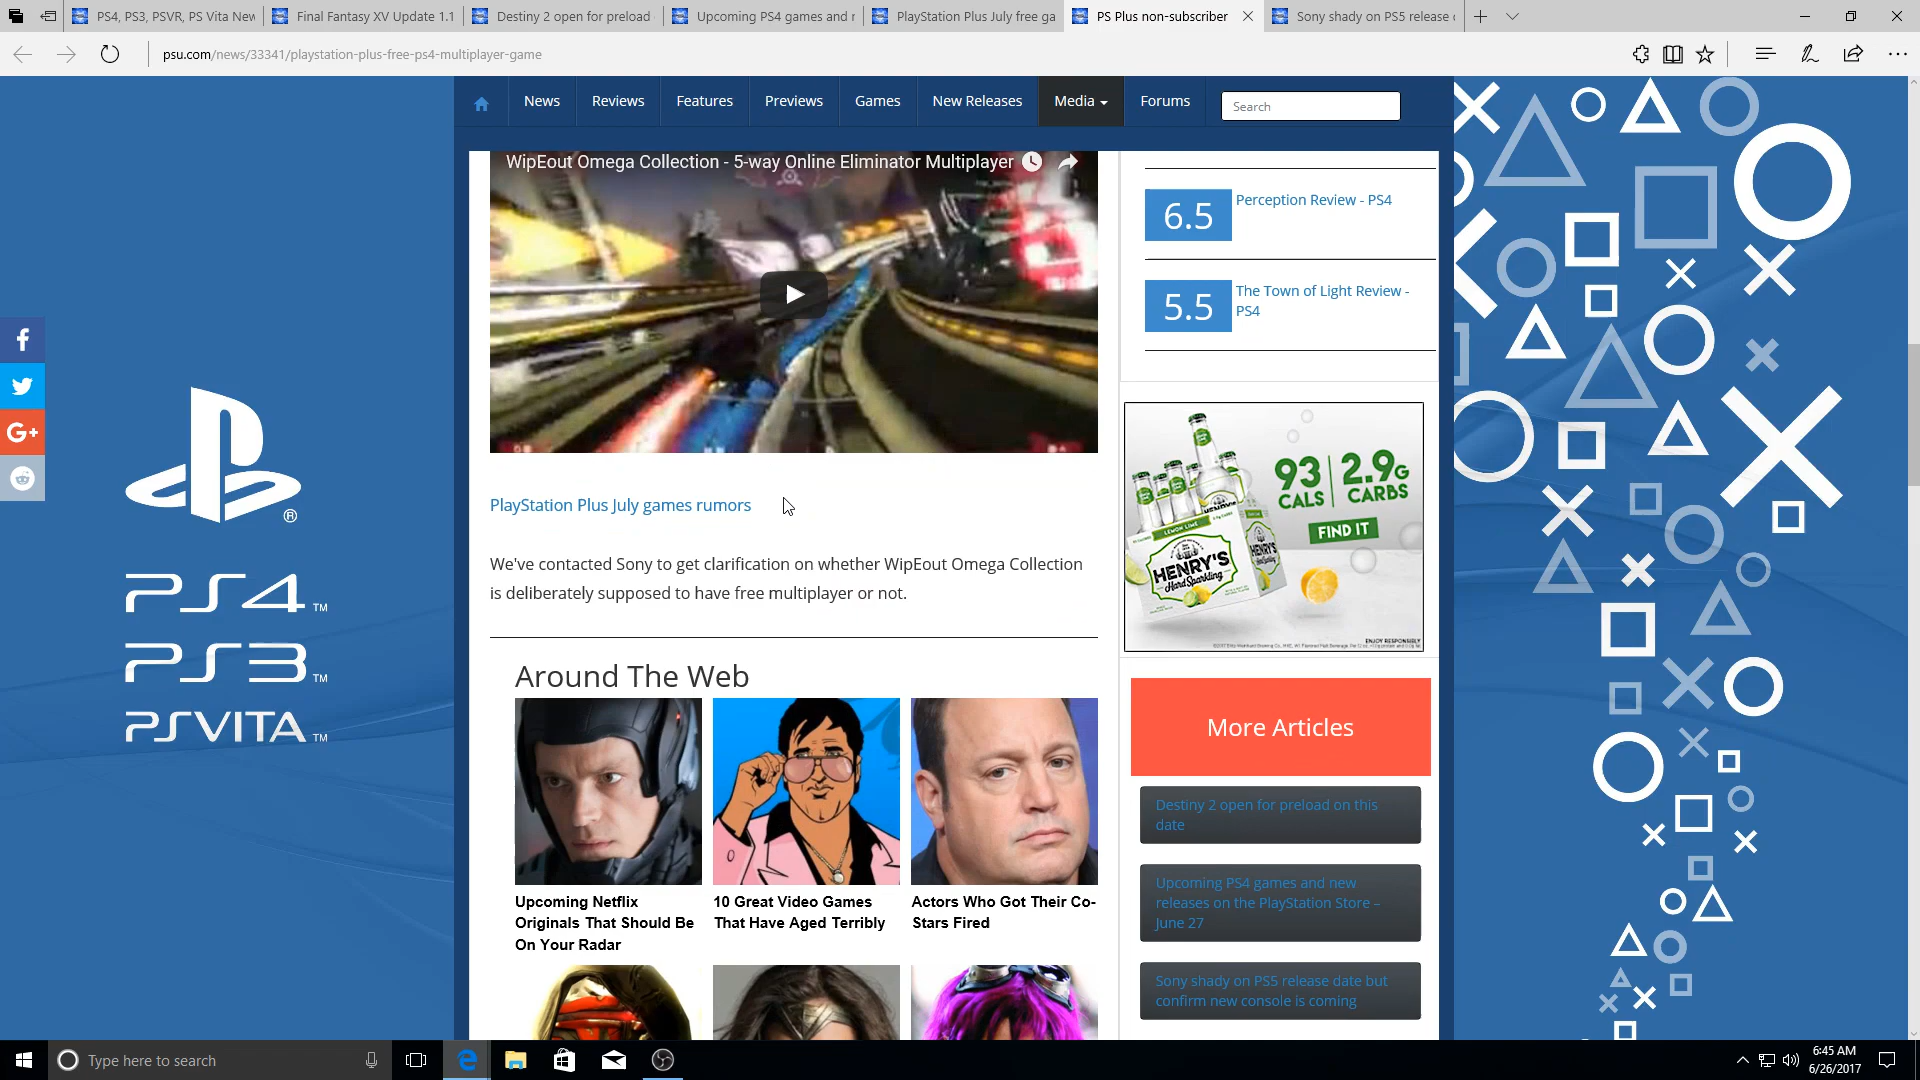 PS4, PS3, PSVR, PS Vita New
Final Fantasy XV Update 1.1
Destiny 2 open for preload
Upcoming PS4 games and r
PlayStation Plus July free ga
PS Plus non-subscriber
Sony shady on PS5 release
psu.com/news/33341/playstation-plus-free-ps4-multiplayer-game
News
Reviews
Features
Previews
Games
New Releases
Media
Forums
Search
WipEout Omega Collection - 5-way Online Eliminator Multiplayer
PlayStation Plus July games rumors
We've contacted Sony to get clarification on whether WipEout Omega Collection
is deliberately supposed to have free multiplayer or not.
Around The Web
Upcoming Netflix
Originals That Should Be
On Your Radar
10 Great Video Games
That Have Aged Terribly
Actors Who Got Their Co-
Stars Fired
6.5
Perception Review - PS4
5.5
The Town of Light Review -
PS4
93
CALS
2.9G
CARBS
FIND IT
LEMON LIME
HENRY'S
Hard Sparkling
ENJOY RESPONSIBLY
More Articles
Destiny 2 open for preload on this
date
Upcoming PS4 games and new
releases on the PlayStation Store –
June 27
Sony shady on PS5 release date but
confirm new console is coming
f
G+
®
PS4 TM
PS3 TM
PSVITA TM
Type here to search
6:45 AM
6/26/2017